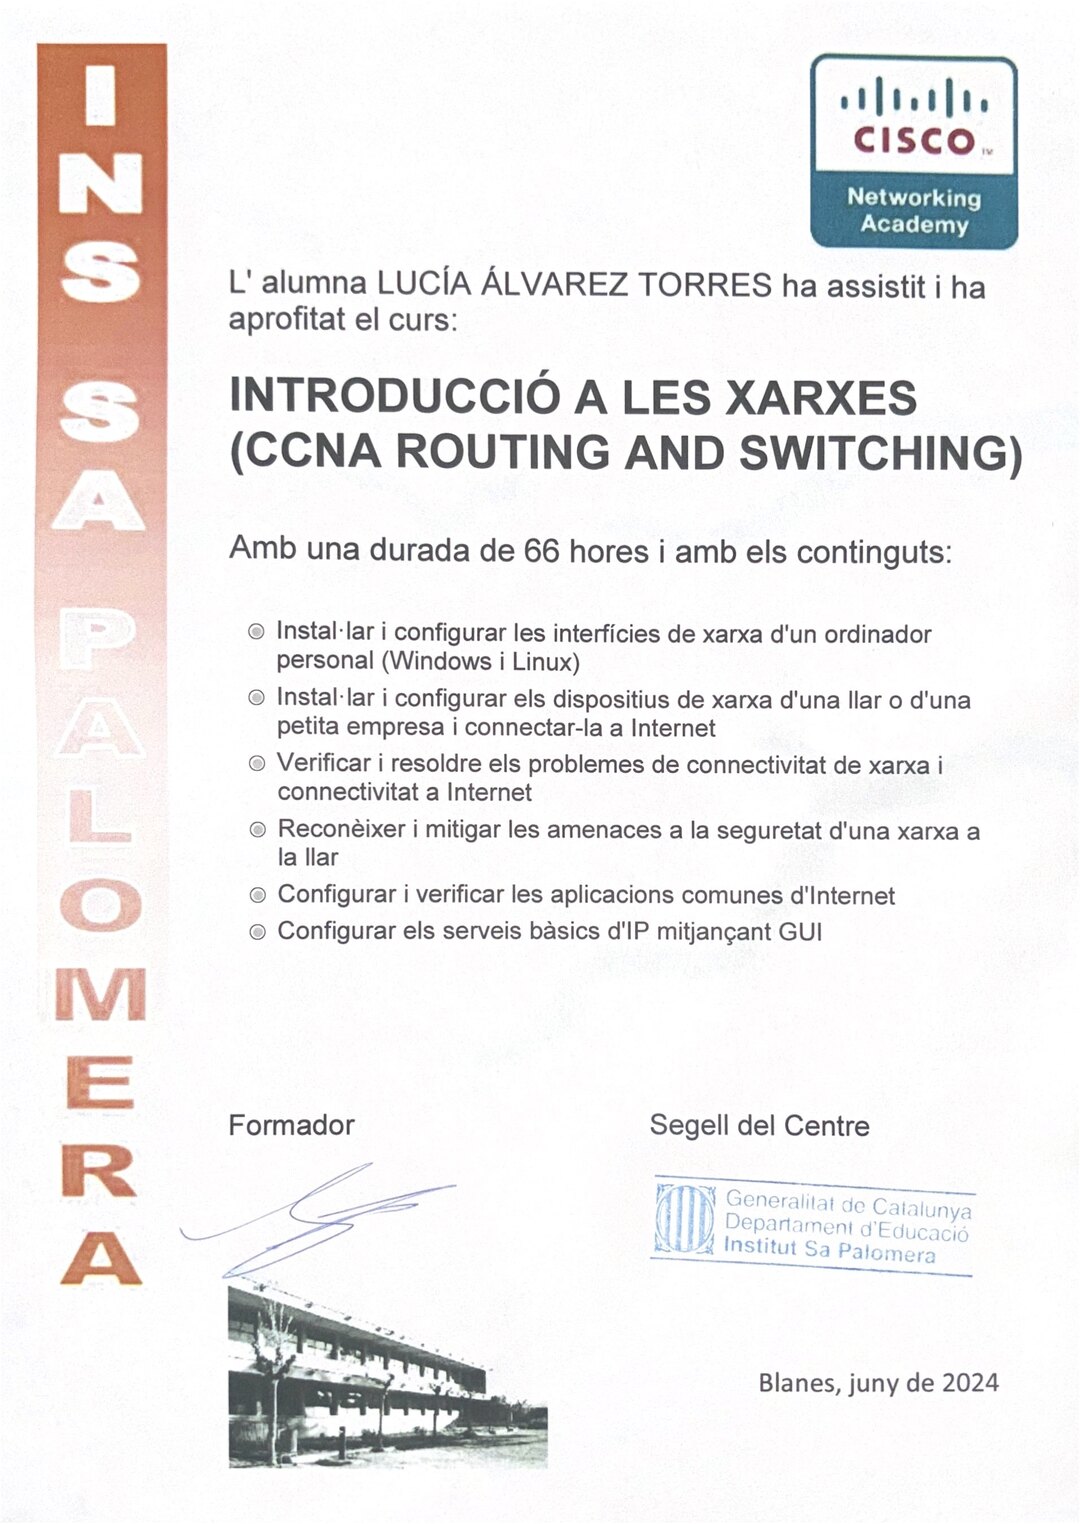 INS SA PALOMERA
CISCO TM
Networking
Academy
L' alumna LUCÍA ÁLVAREZ TORRES ha assistit i ha
aprofitat el curs:
INTRODUCCIÓ A LES XARXES
(CCNA ROUTING AND SWITCHING)
Amb una durada de 66 hores i amb els continguts:
Instal·lar i configurar les interfícies de xarxa d'un ordinador
personal (Windows i Linux)
Instal·lar i configurar els dispositius de xarxa d'una llar o d'una
petita empresa i connectar-la a Internet
Verificar i resoldre els problemes de connectivitat de xarxa i
connectivitat a Internet
Reconèixer i mitigar les amenaces a la seguretat d'una xarxa a
la llar
Configurar i verificar les aplicacions comunes d'Internet
Configurar els serveis bàsics d'IP mitjançant GUI
Formador
Segell del Centre
Generalitat de Catalunya
Departament d'Educació
Institut Sa Palomera
Blanes, juny de 2024